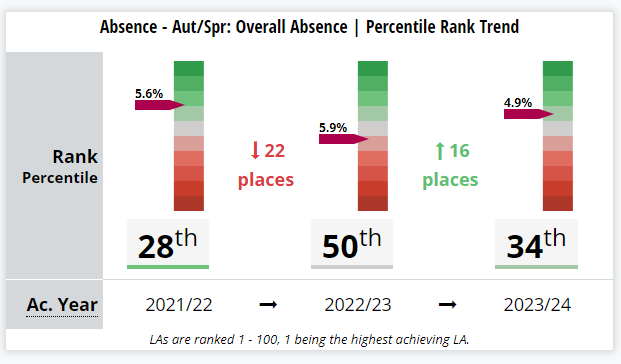 Absence - Aut/Spr: Overall Absence | Percentile Rank Trend
5.6%
5.9%
4.9%
Rank
Percentile
↓ 22
places
↑ 16
places
28th
50th
34th
Ac. Year
2021/22 → 2022/23 → 2023/24
LAs are ranked 1 - 100, 1 being the highest achieving LA.